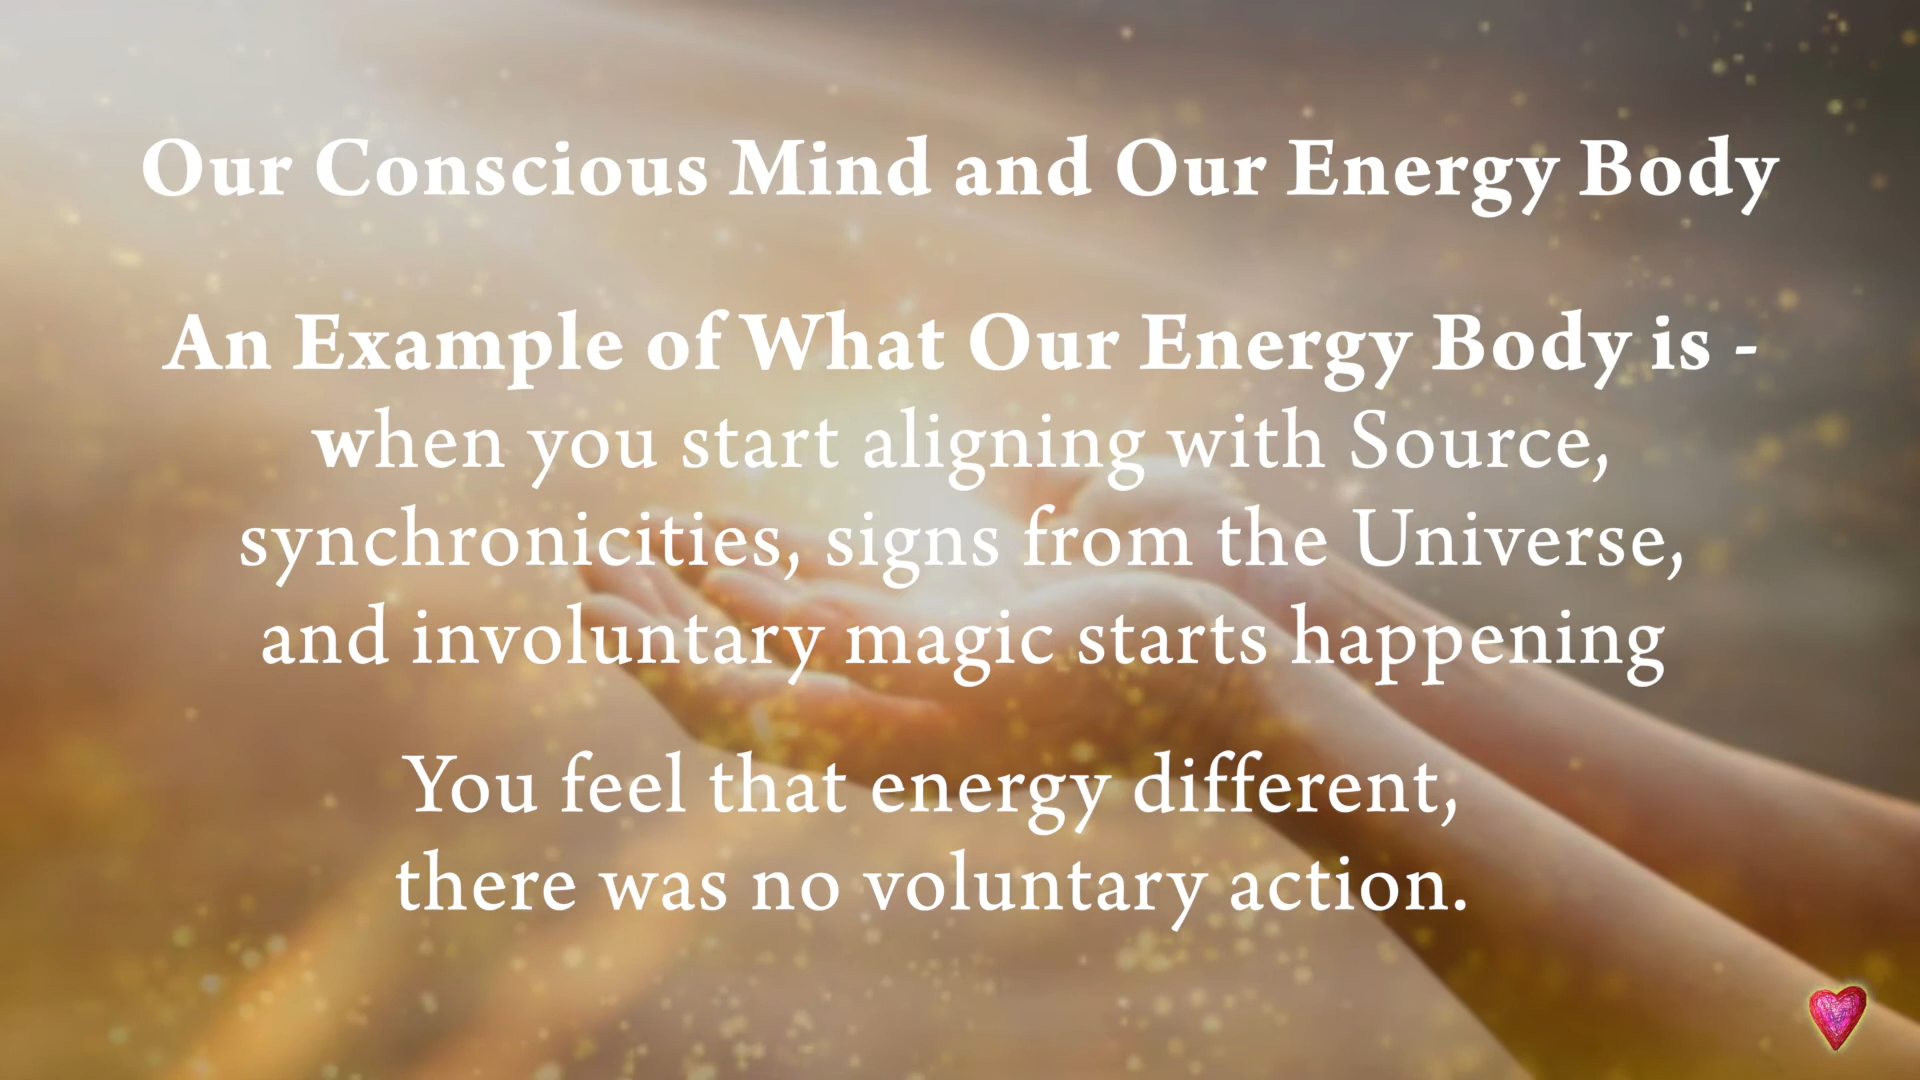 Our Conscious Mind and Our Energy Body
An Example of What Our Energy Body is -
when you start aligning with Source,
synchronicities, signs from the Universe,
and involuntary magic starts happening
You feel that energy different,
there was no voluntary action.